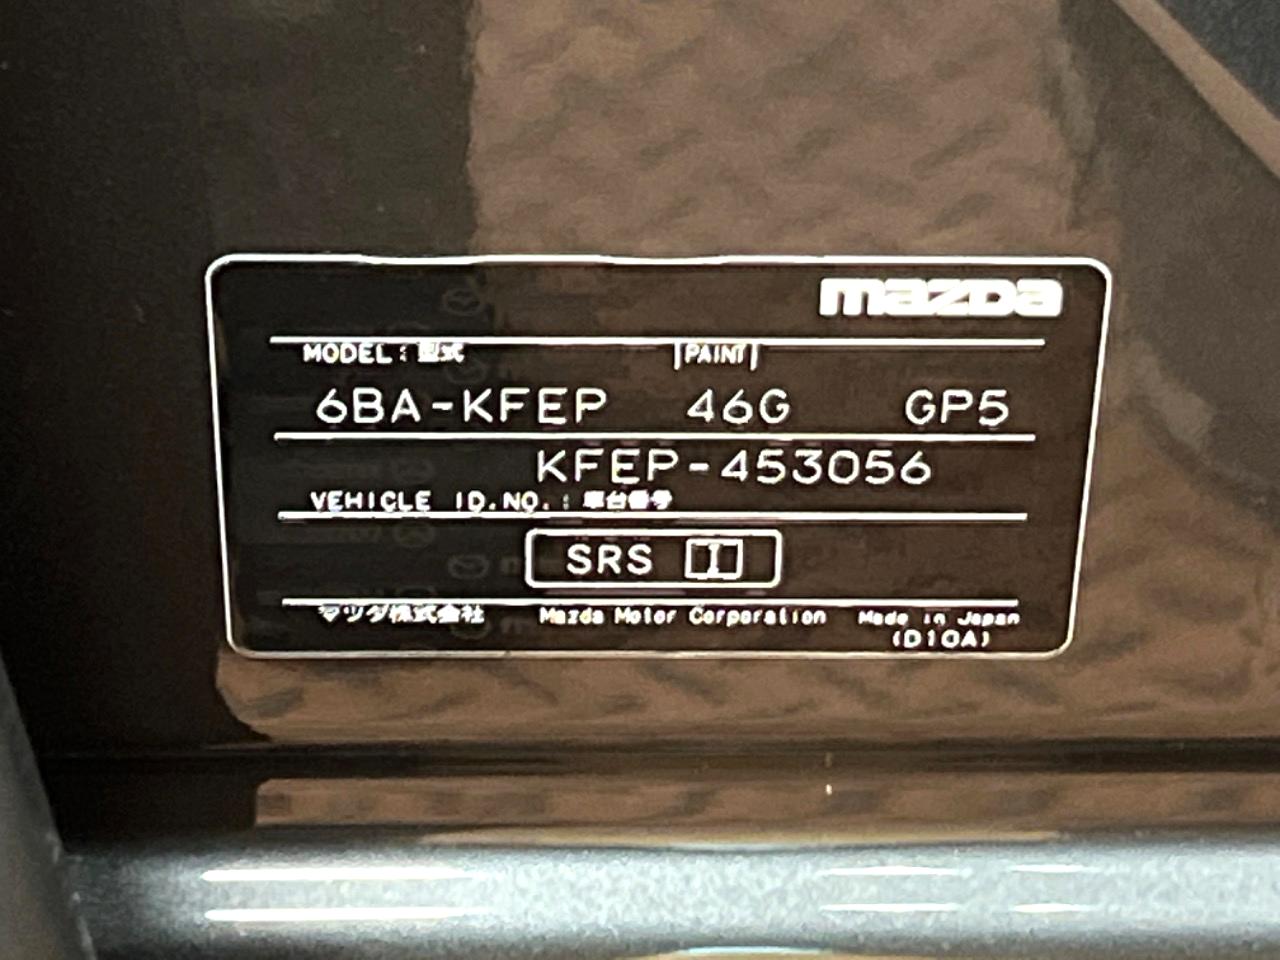 mazda
MODEL : 型式 PAINT
6BA-KFEP 46G GP5
KFEP-453056
VEHICLE ID.NO. : 車台番号
SRS I
マツダ株式会社 Mazda Motor Corporation Made in Japan
(D10A)